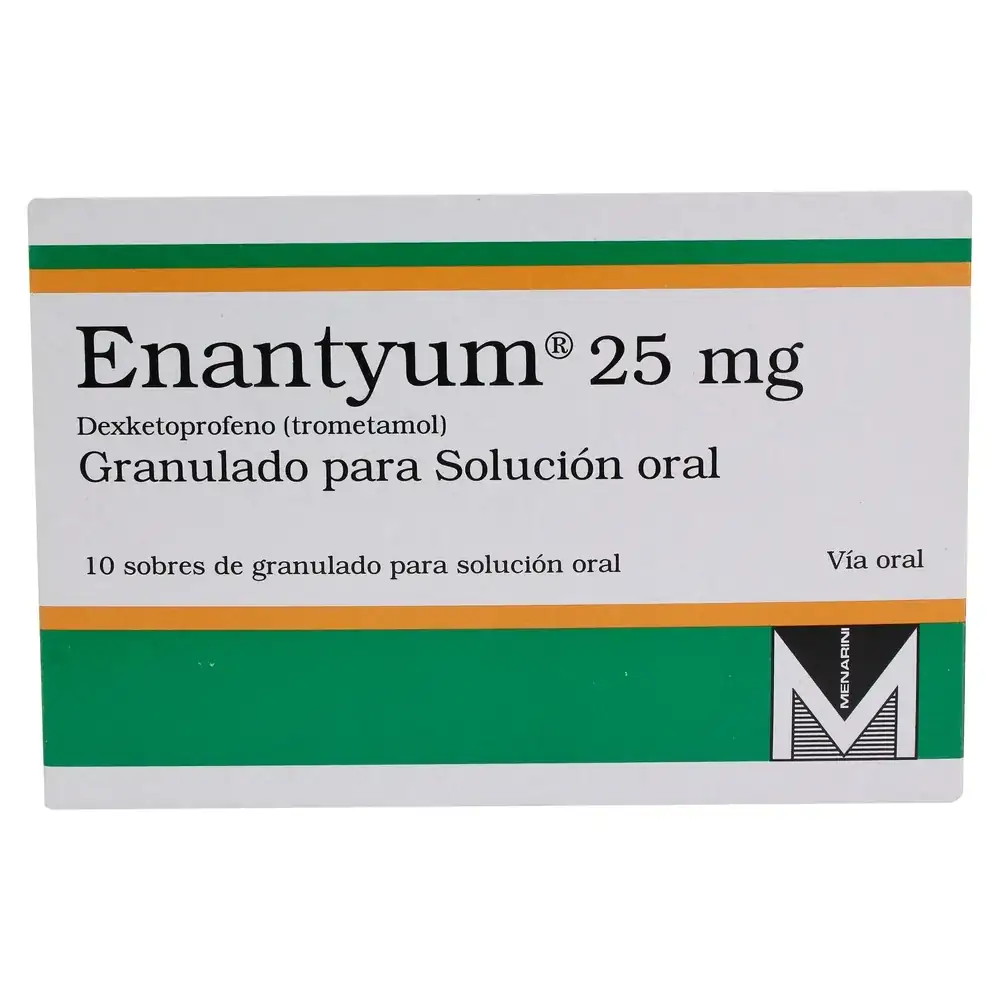 Enantyum® 25 mg
Dexketoprofeno (trometamol)
Granulado para Solución oral
10 sobres de granulado para solución oral
Vía oral
MENARINI